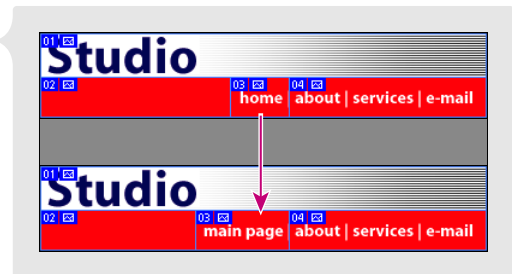 01
Studio
02 03 04
home about | services | e-mail
01
Studio
02 03 04
main page about | services | e-mail